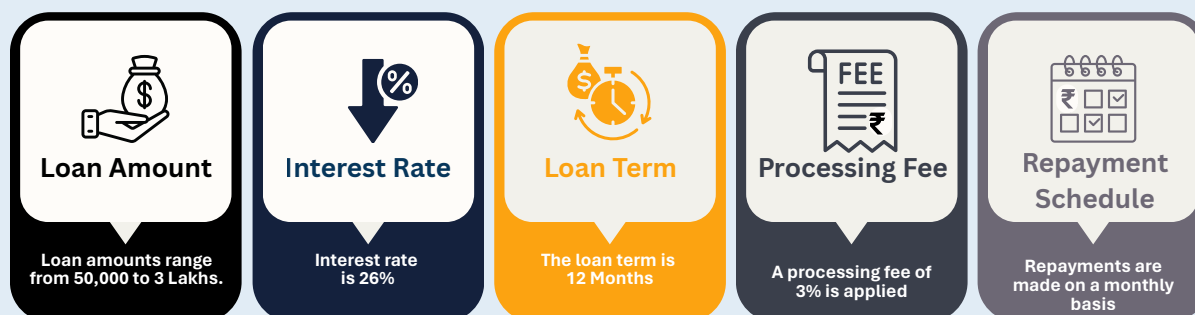 $
Loan Amount
Loan amounts range
from 50,000 to 3 Lakhs.
%
Interest Rate
Interest rate
is 26%
$
Loan Term
The loan term is
12 Months
FEE
₹
Processing Fee
A processing fee of
3% is applied
₹
Repayment
Schedule
Repayments are
made on a monthly
basis